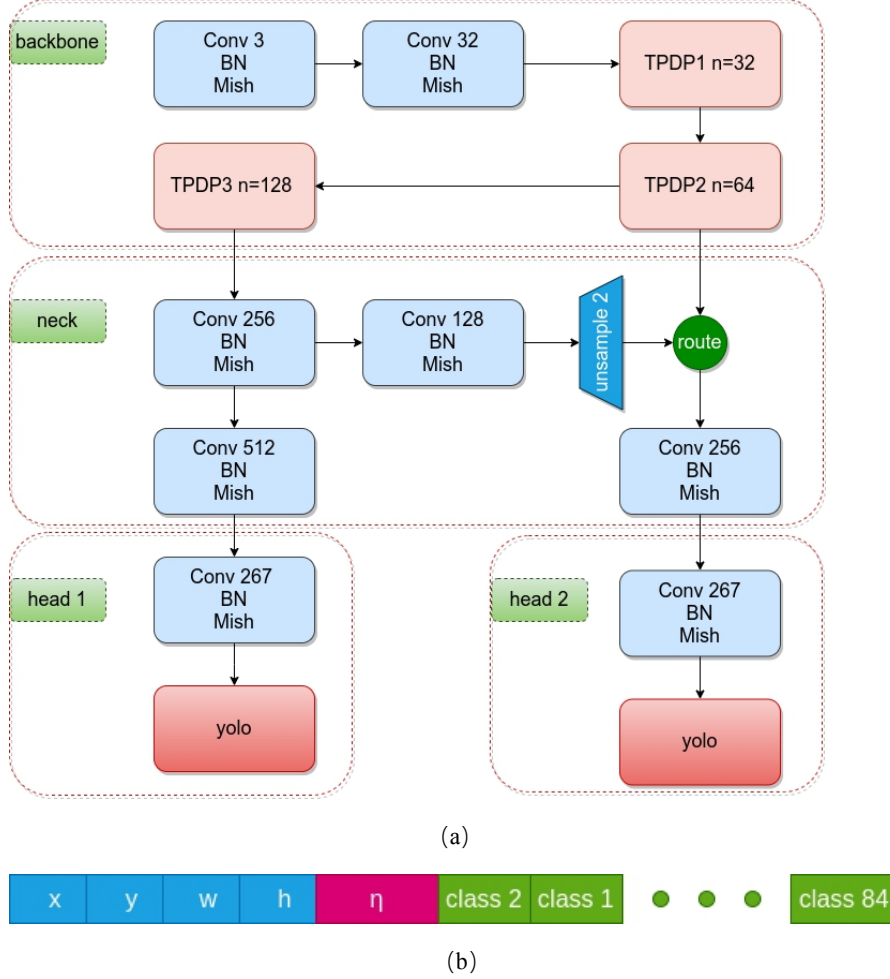 backbone
Conv 3
BN
Mish
Conv 32
BN
Mish
TPDP1 n=32
TPDP3 n=128
TPDP2 n=64
neck
Conv 256
BN
Mish
Conv 128
BN
Mish
unsample 2
route
Conv 512
BN
Mish
Conv 256
BN
Mish
head 1
Conv 267
BN
Mish
yolo
head 2
Conv 267
BN
Mish
yolo
(a)
x y w h η class 2 class 1 class 84
(b)